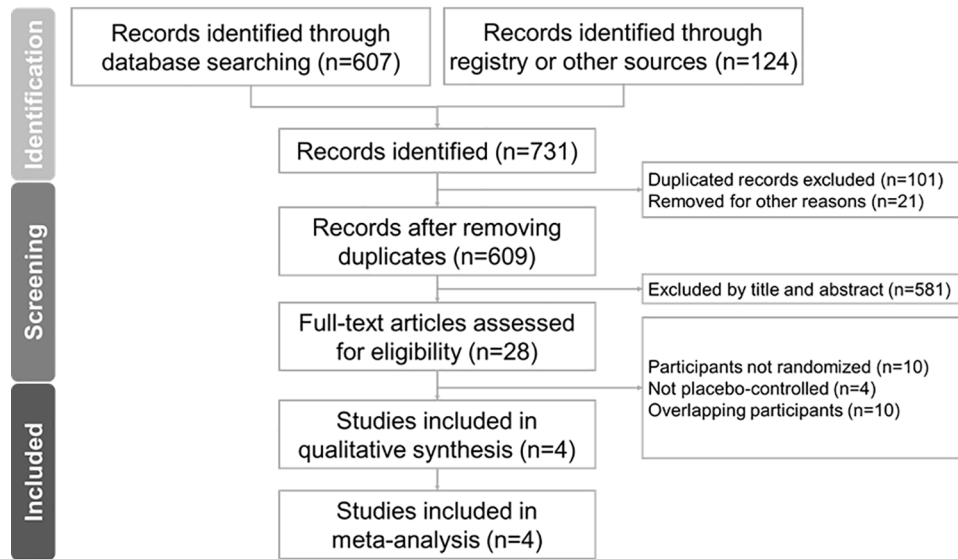 Identification
Records identified through
database searching (n=607)
Records identified through
registry or other sources (n=124)
Records identified (n=731)
Duplicated records excluded (n=101)
Removed for other reasons (n=21)
Screening
Records after removing
duplicates (n=609)
Excluded by title and abstract (n=581)
Full-text articles assessed
for eligibility (n=28)
Participants not randomized (n=10)
Not placebo-controlled (n=4)
Overlapping participants (n=10)
Included
Studies included in
qualitative synthesis (n=4)
Studies included in
meta-analysis (n=4)